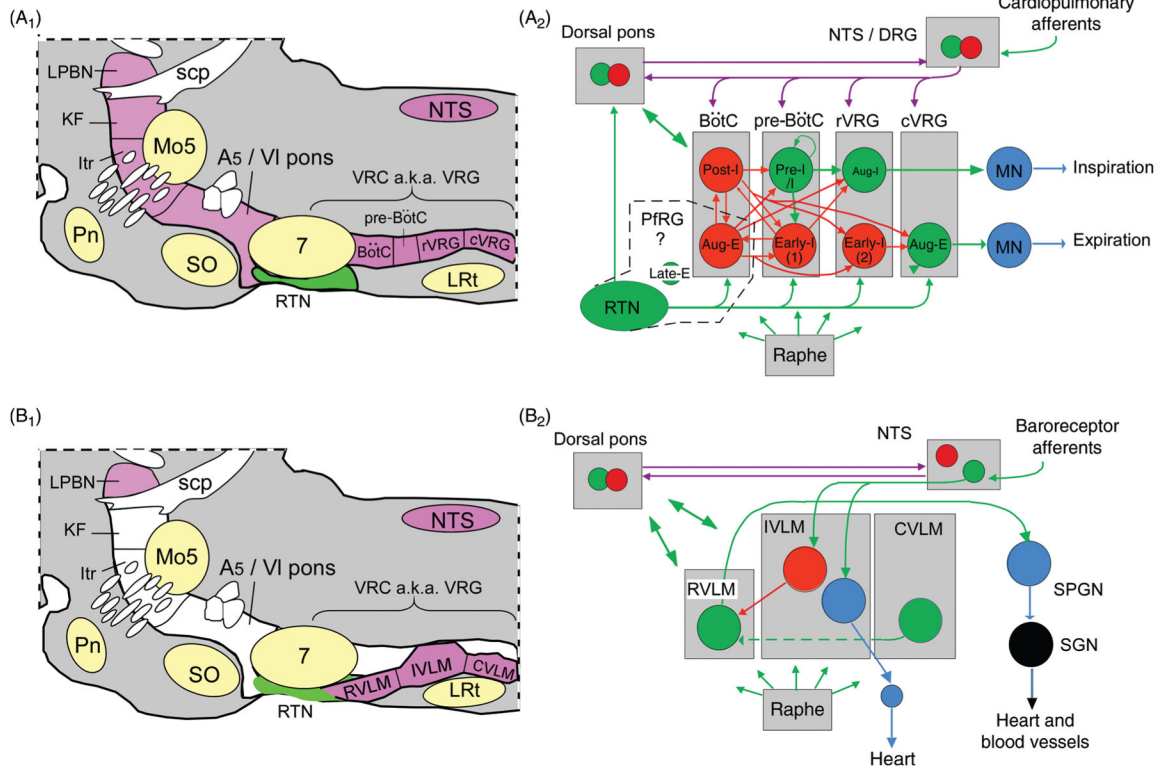 (A1)
LPBN
scp
KF
Mo5
Itr
A5 / VI pons
NTS
VRC a.k.a. VRG
pre-BötC
Pn
SO
7
BötC
rVRG
cVRG
LRt
RTN
(A2)
Cardiopulmonary
afferents
Dorsal pons
NTS / DRG
BötC
pre-BötC
rVRG
cVRG
Post-I
Pre-I
/I
Aug-I
MN
Inspiration
PfRG
?
Aug-E
Early-I
(1)
Early-I
(2)
Aug-E
MN
Expiration
Late-E
RTN
Raphe
(B1)
LPBN
scp
KF
Mo5
Itr
A5 / VI pons
NTS
VRC a.k.a. VRG
Pn
SO
7
RVLM
IVLM
CVLM
LRt
RTN
(B2)
Dorsal pons
NTS
Baroreceptor
afferents
IVLM
CVLM
RVLM
SPGN
SGN
Raphe
Heart
Heart and
blood vessels